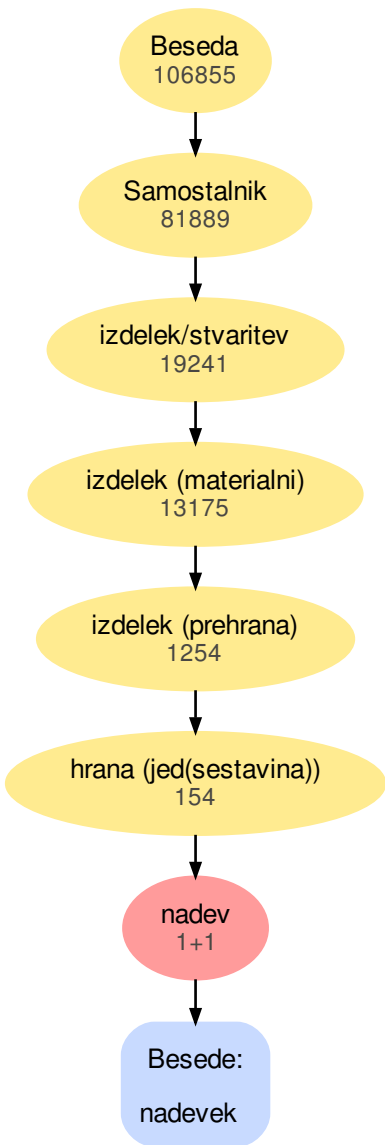 Beseda
106855
Samostalnik
81889
izdelek/stvaritev
19241
izdelek (materialni)
13175
izdelek (prehrana)
1254
hrana (jed(sestavina))
154
nadev
1+1
Besede:
nadevek